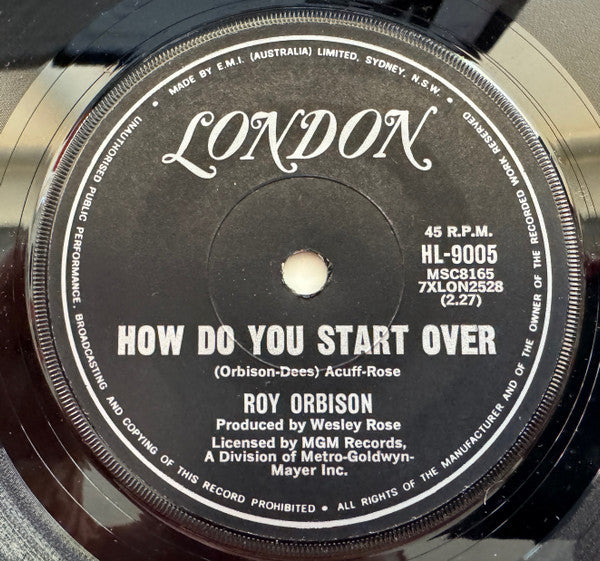 MADE BY E.M.I. (AUSTRALIA) LIMITED, SYDNEY, N.S.W. •
LONDON
45 R.P.M.
HL-9005
MSC8165
7XLON2528
(2.27)
HOW DO YOU START OVER
(Orbison-Dees) Acuff-Rose
ROY ORBISON
Produced by Wesley Rose
Licensed by MGM Records,
A Division of Metro-Goldwyn-
Mayer Inc.
• UNAUTHORISED PUBLIC PERFORMANCE, BROADCASTING AND COPYING OF THIS RECORD PROHIBITED • ALL RIGHTS OF THE MANUFACTURER AND OF THE OWNER OF THE RECORDED WORK RESERVED